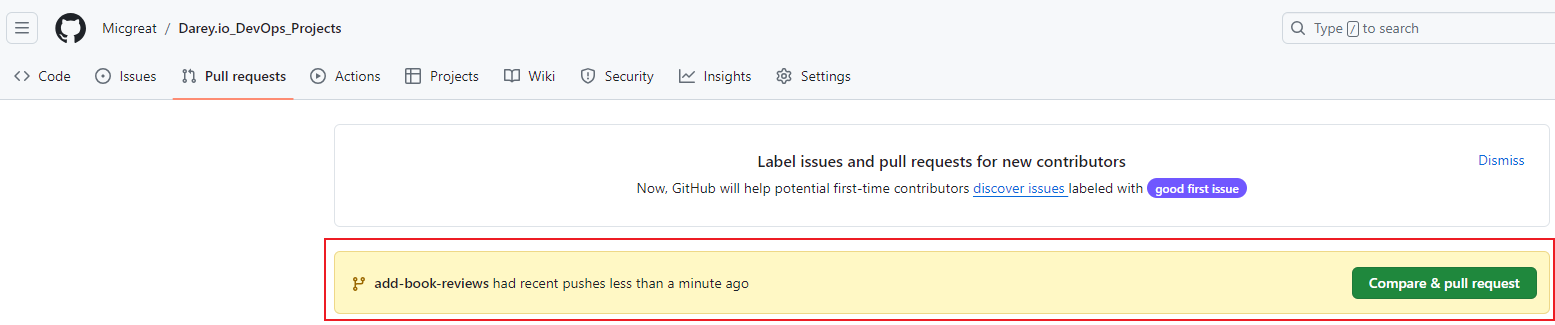 Micgreat / Darey.io_DevOps_Projects
Type / to search
Code Issues Pull requests Actions Projects Wiki Security Insights Settings
Label issues and pull requests for new contributors
Dismiss
Now, GitHub will help potential first-time contributors discover issues labeled with good first issue
add-book-reviews had recent pushes less than a minute ago
Compare & pull request